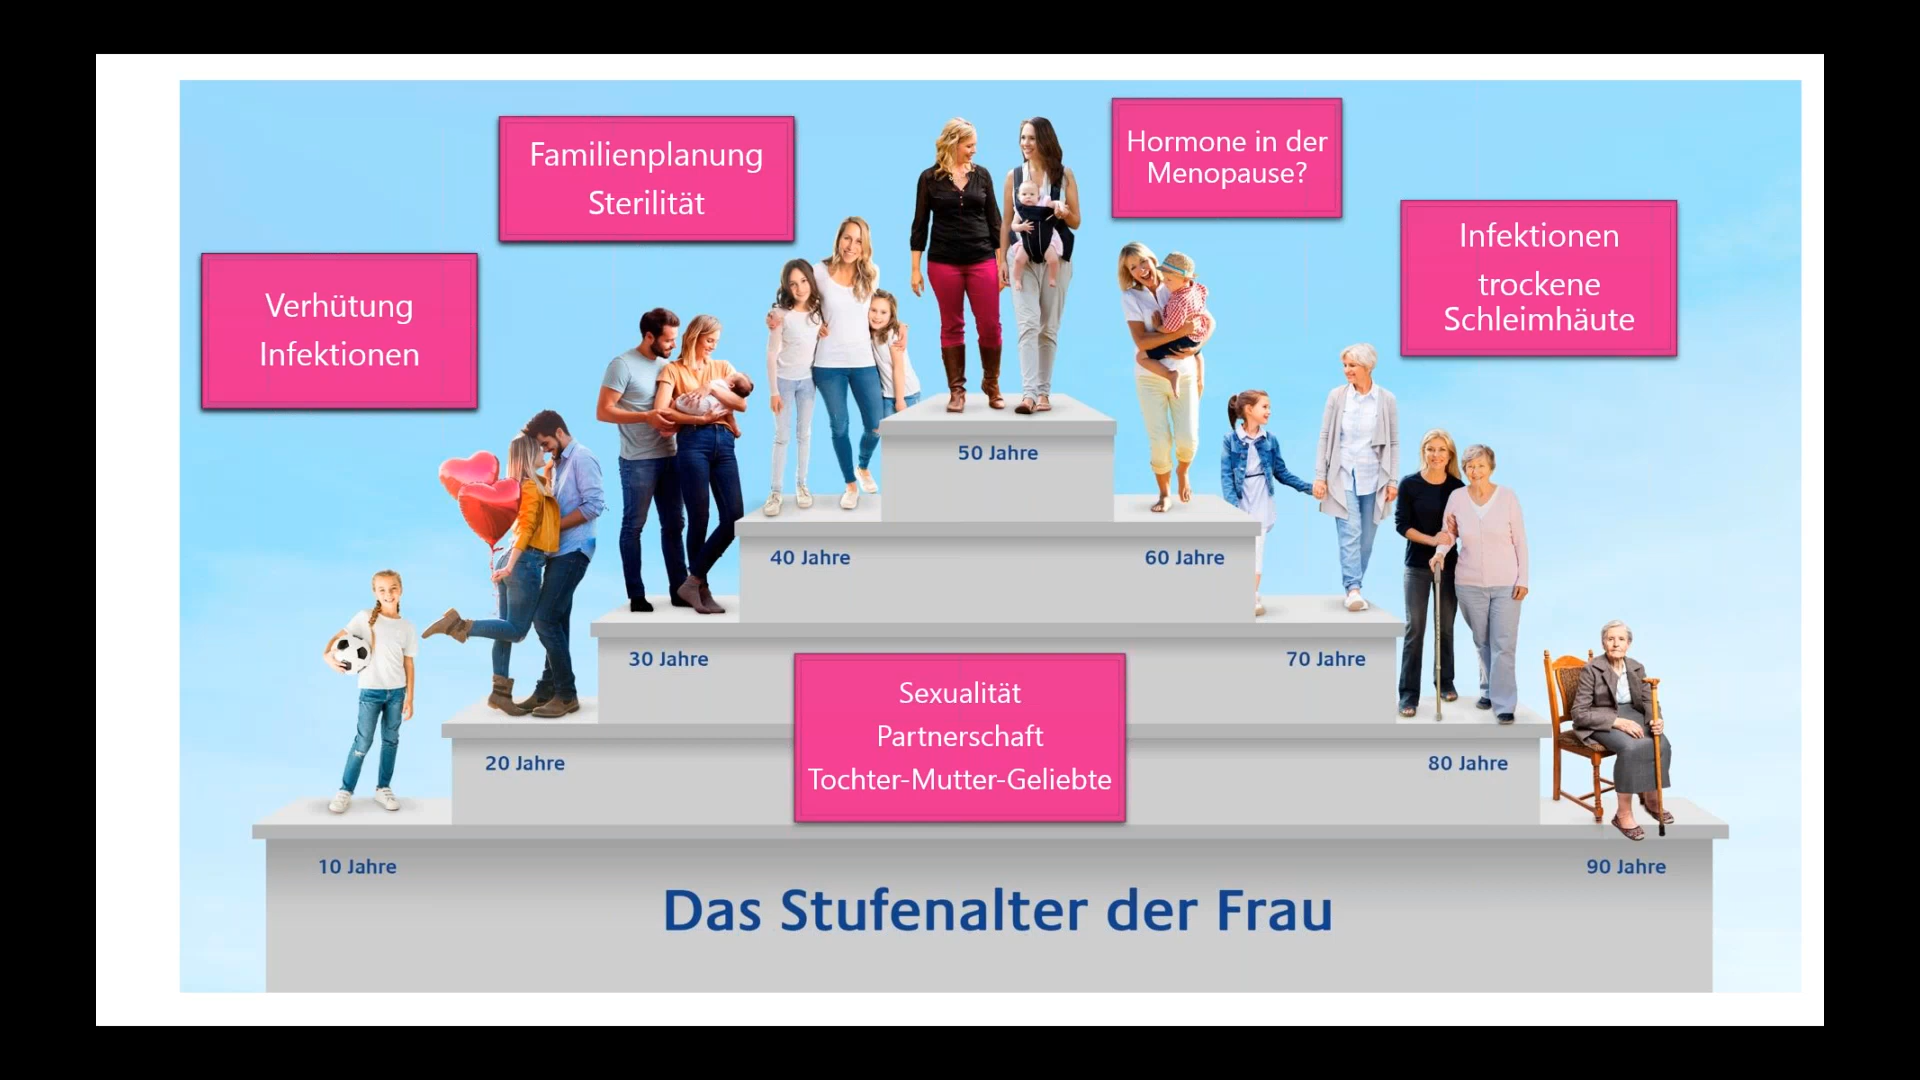 Familienplanung
Sterilität
Hormone in der
Menopause?
Verhütung
Infektionen
Infektionen
trockene
Schleimhäute
50 Jahre
40 Jahre
60 Jahre
30 Jahre
70 Jahre
Sexualität
Partnerschaft
Tochter-Mutter-Geliebte
20 Jahre
80 Jahre
10 Jahre
90 Jahre
Das Stufenalter der Frau